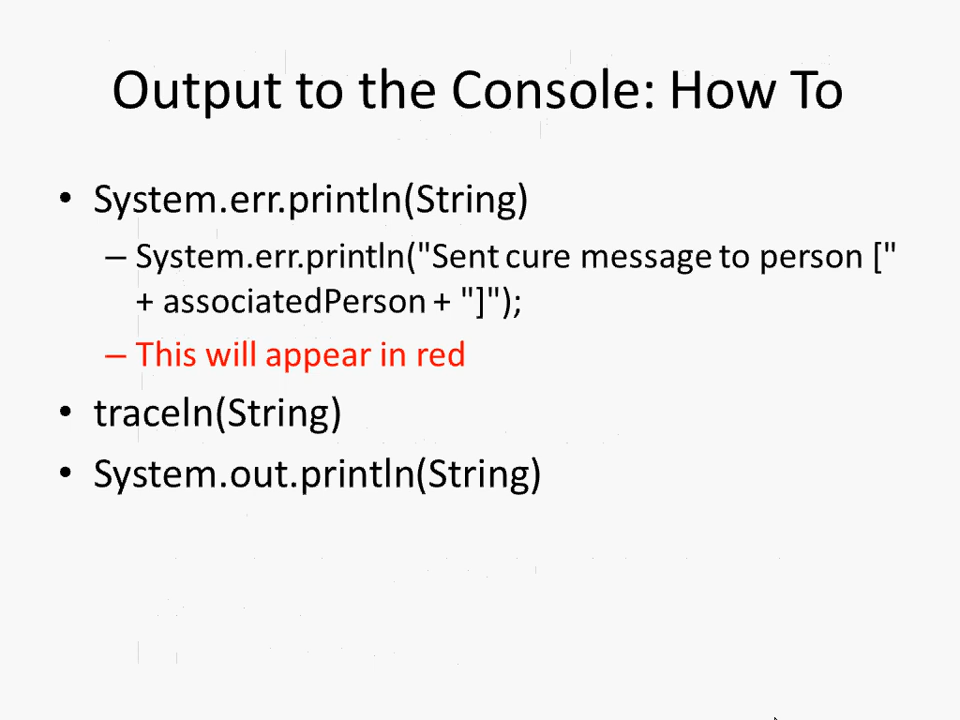 Output to the Console: How To
• System.err.println(String)
– System.err.println("Sent cure message to person ["
+ associatedPerson + "]");
– This will appear in red
• traceln(String)
• System.out.println(String)